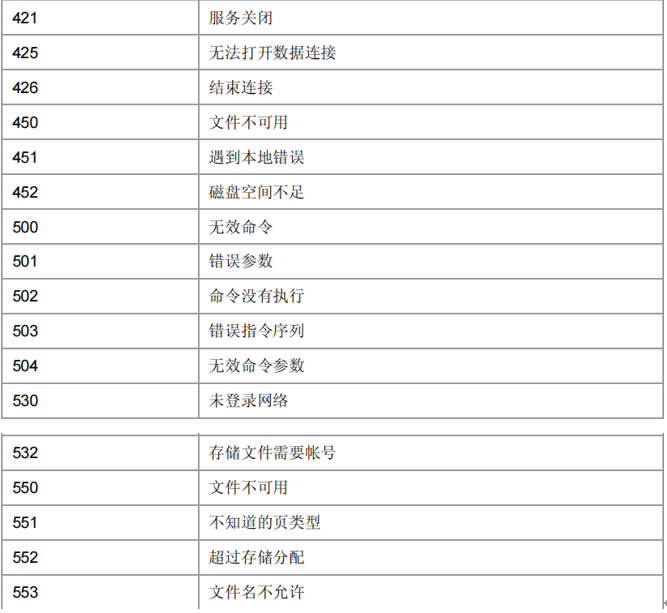 421 服务关闭
425 无法打开数据连接
426 结束连接
450 文件不可用
451 遇到本地错误
452 磁盘空间不足
500 无效命令
501 错误参数
502 命令没有执行
503 错误指令序列
504 无效命令参数
530 未登录网络
532 存储文件需要帐号
550 文件不可用
551 不知道的页类型
552 超过存储分配
553 文件名不允许